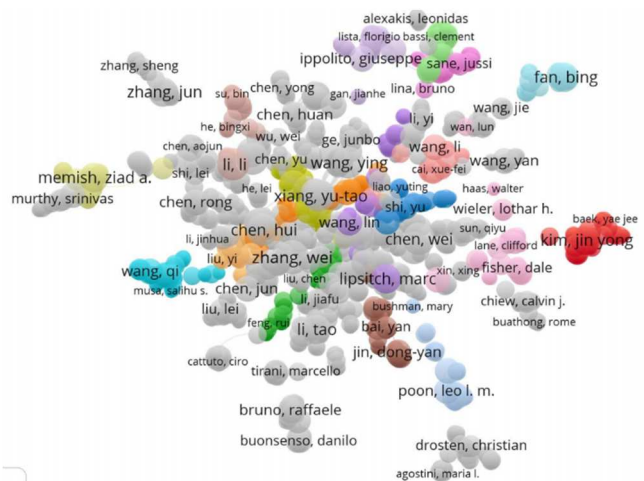 alexakis, leonidas
lista, florigio bassi, clement
ippolito, giuseppe sane, jussi
zhang, sheng
fan, bing
zhang, jun
su, bin chen, yong gan, jianhe lina, bruno
chen, huan li, yi wang, jie
he, bingxi wu, wei ge, junbo wan, lun
chen, aojun wang, li
li, li chen, yu wang, ying cai, xue-fei wang, yan
shi, lei
memish, ziad a.
he, lei xiang, yu-tao liao, yuting haas, walter
murthy, srinivas chen, rong shi, yu wieler, lothar h.
wang, lin baek, yae jee
chen, hui sun, qiyu
li, jinhua chen, wei lane, clifford kim, jin yong
liu, yi zhang, wei
wang, qi xin, xing fisher, dale
liu, chen lipsitch, marc
musa, salihu s. chen, jun
li, jiafu chiew, calvin j.
liu, lei bushman, mary
feng, rui li, tao bai, yan buathong, rome
jin, dong-yan
cattuto, ciro
tirani, marcello
poon, leo l. m.
bruno, raffaele
buonsenso, danilo
drosten, christian
agostini, maria l.